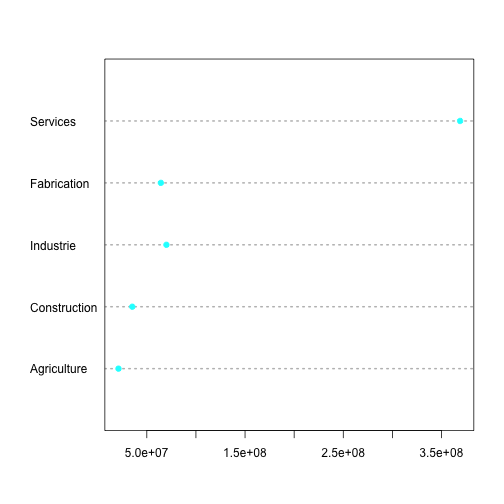 Services
Fabrication
Industrie
Construction
Agriculture
5.0e+07 1.5e+08 2.5e+08 3.5e+08